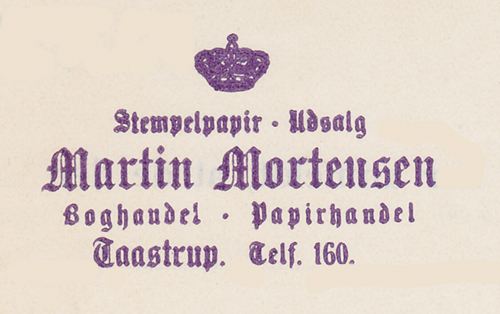 Stempelpapir · Udsalg
Martin Mortensen
Boghandel · Papirhandel
Taastrup. Telf. 160.